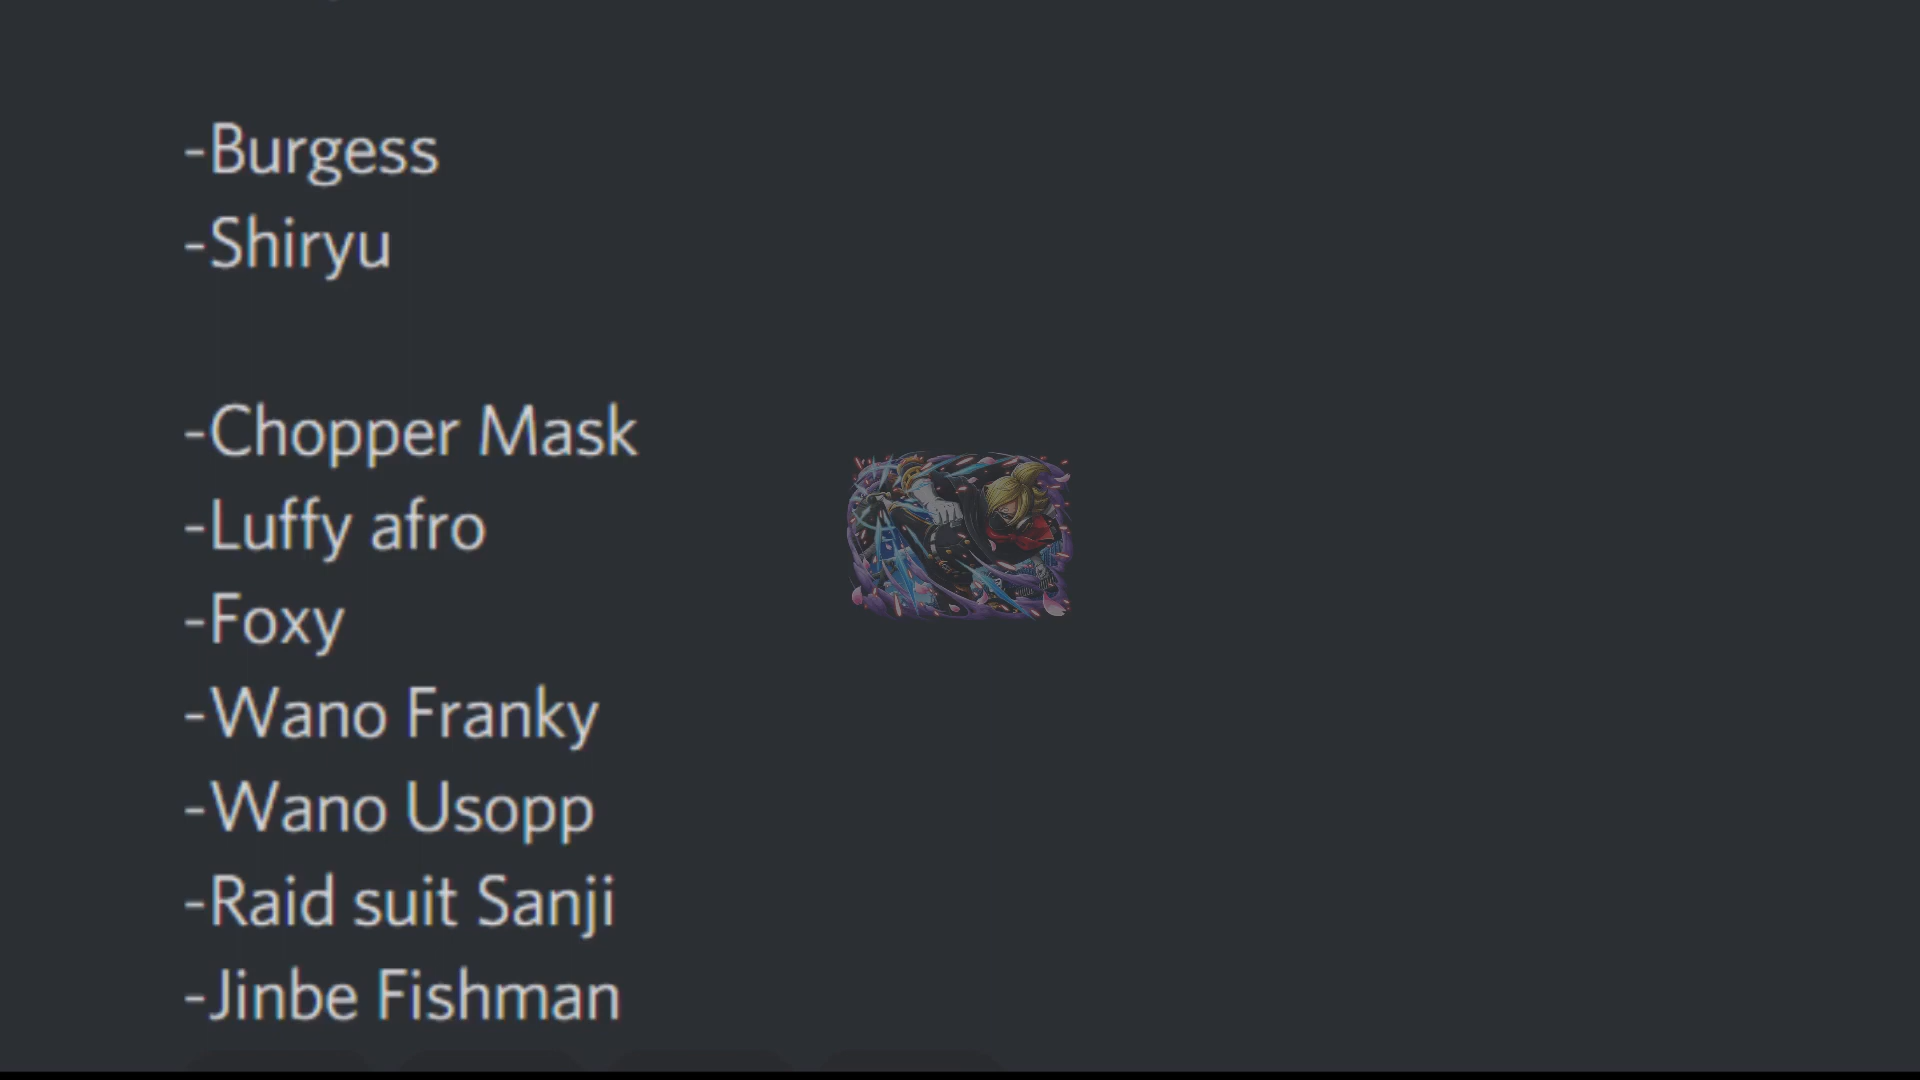 -Burgess
-Shiryu
-Chopper Mask
-Luffy afro
-Foxy
-Wano Franky
-Wano Usopp
-Raid suit Sanji
-Jinbe Fishman